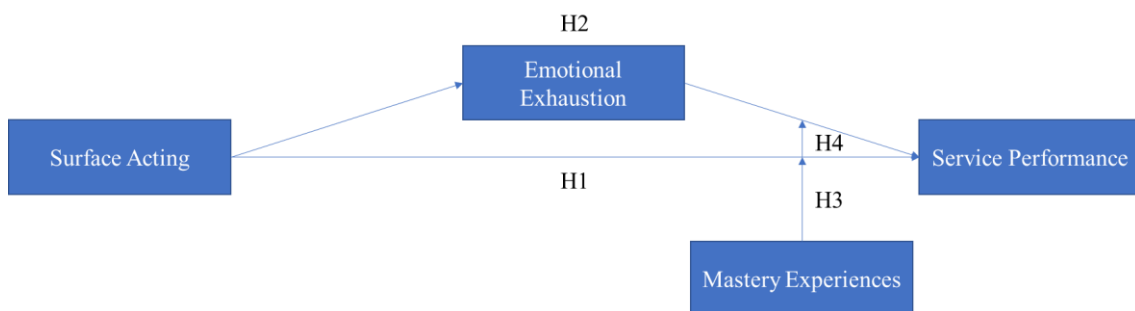 H2
Emotional
Exhaustion
Surface Acting
Service Performance
H4
H1
H3
Mastery Experiences